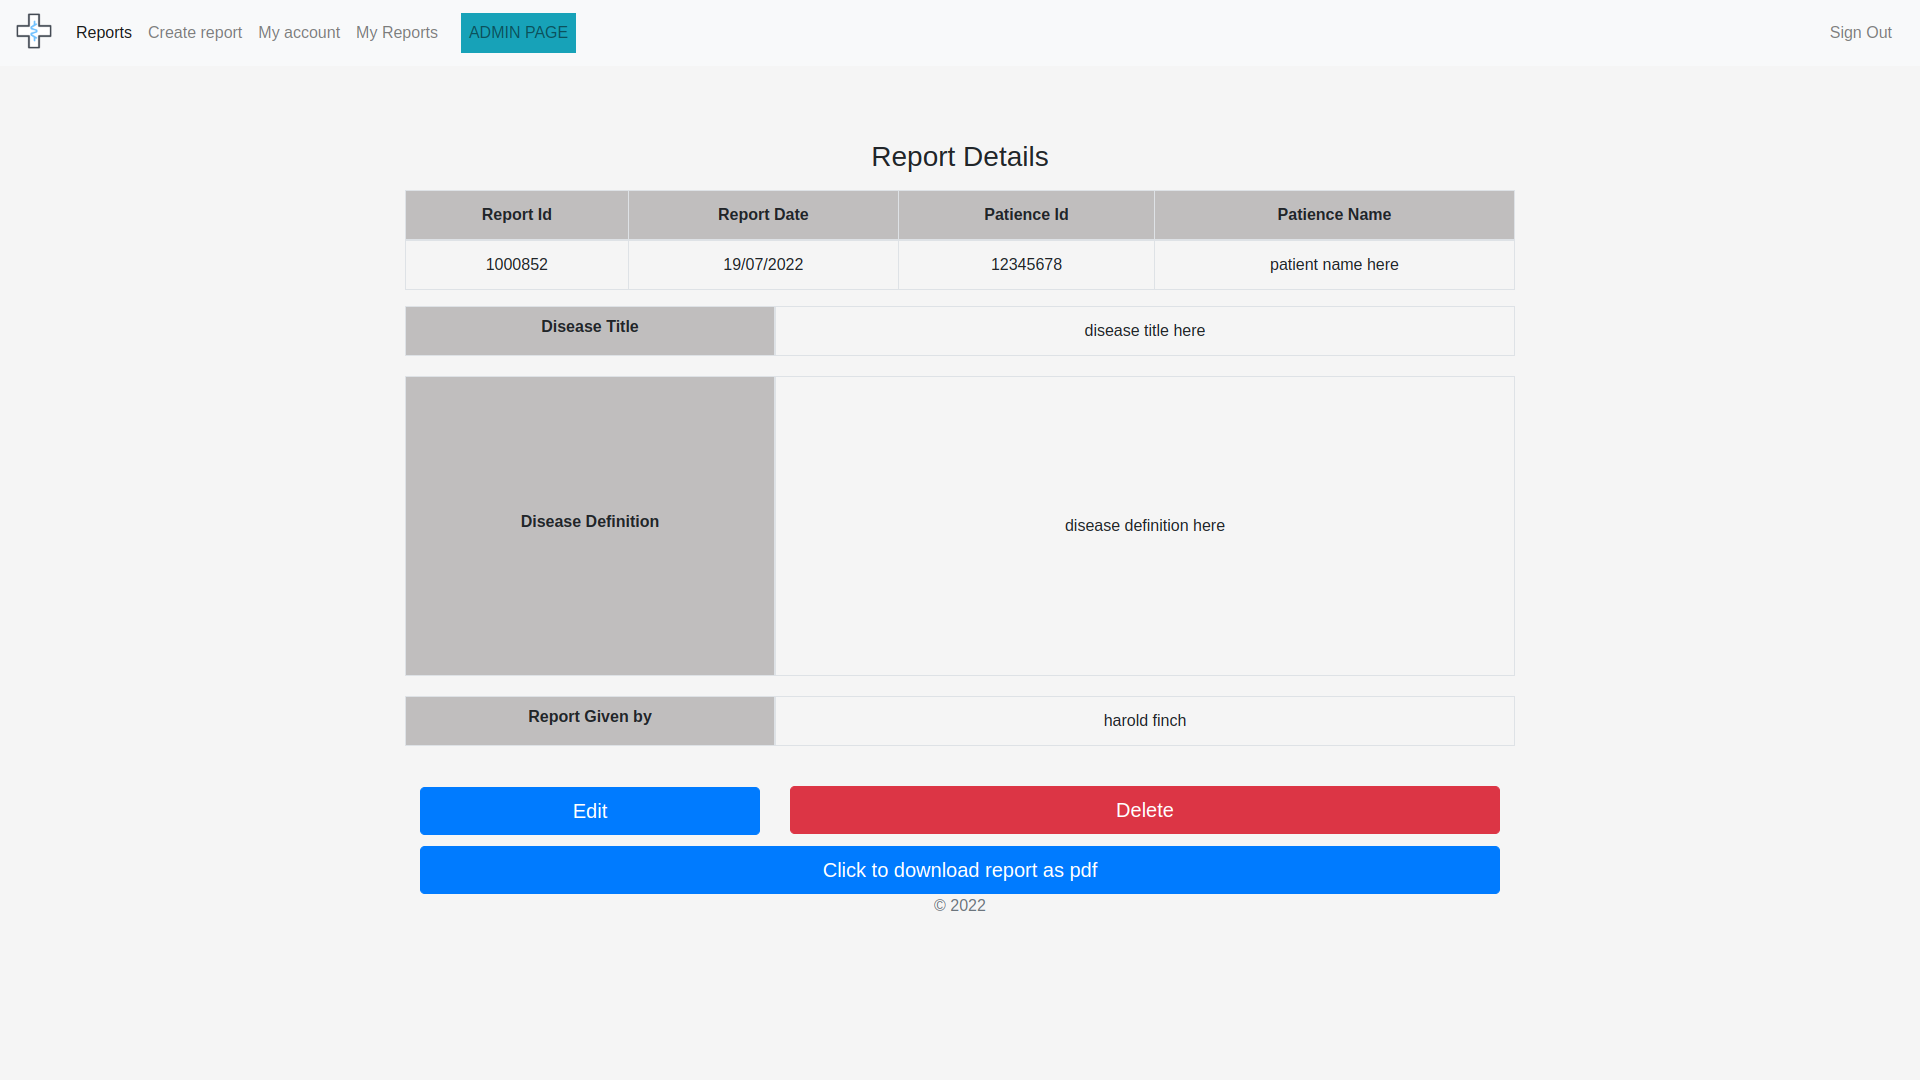 Reports Create report My account My Reports ADMIN PAGE Sign Out
Report Details
Report Id Report Date Patience Id Patience Name
1000852 19/07/2022 12345678 patient name here
Disease Title disease title here
Disease Definition disease definition here
Report Given by harold finch
Edit Delete
Click to download report as pdf
© 2022